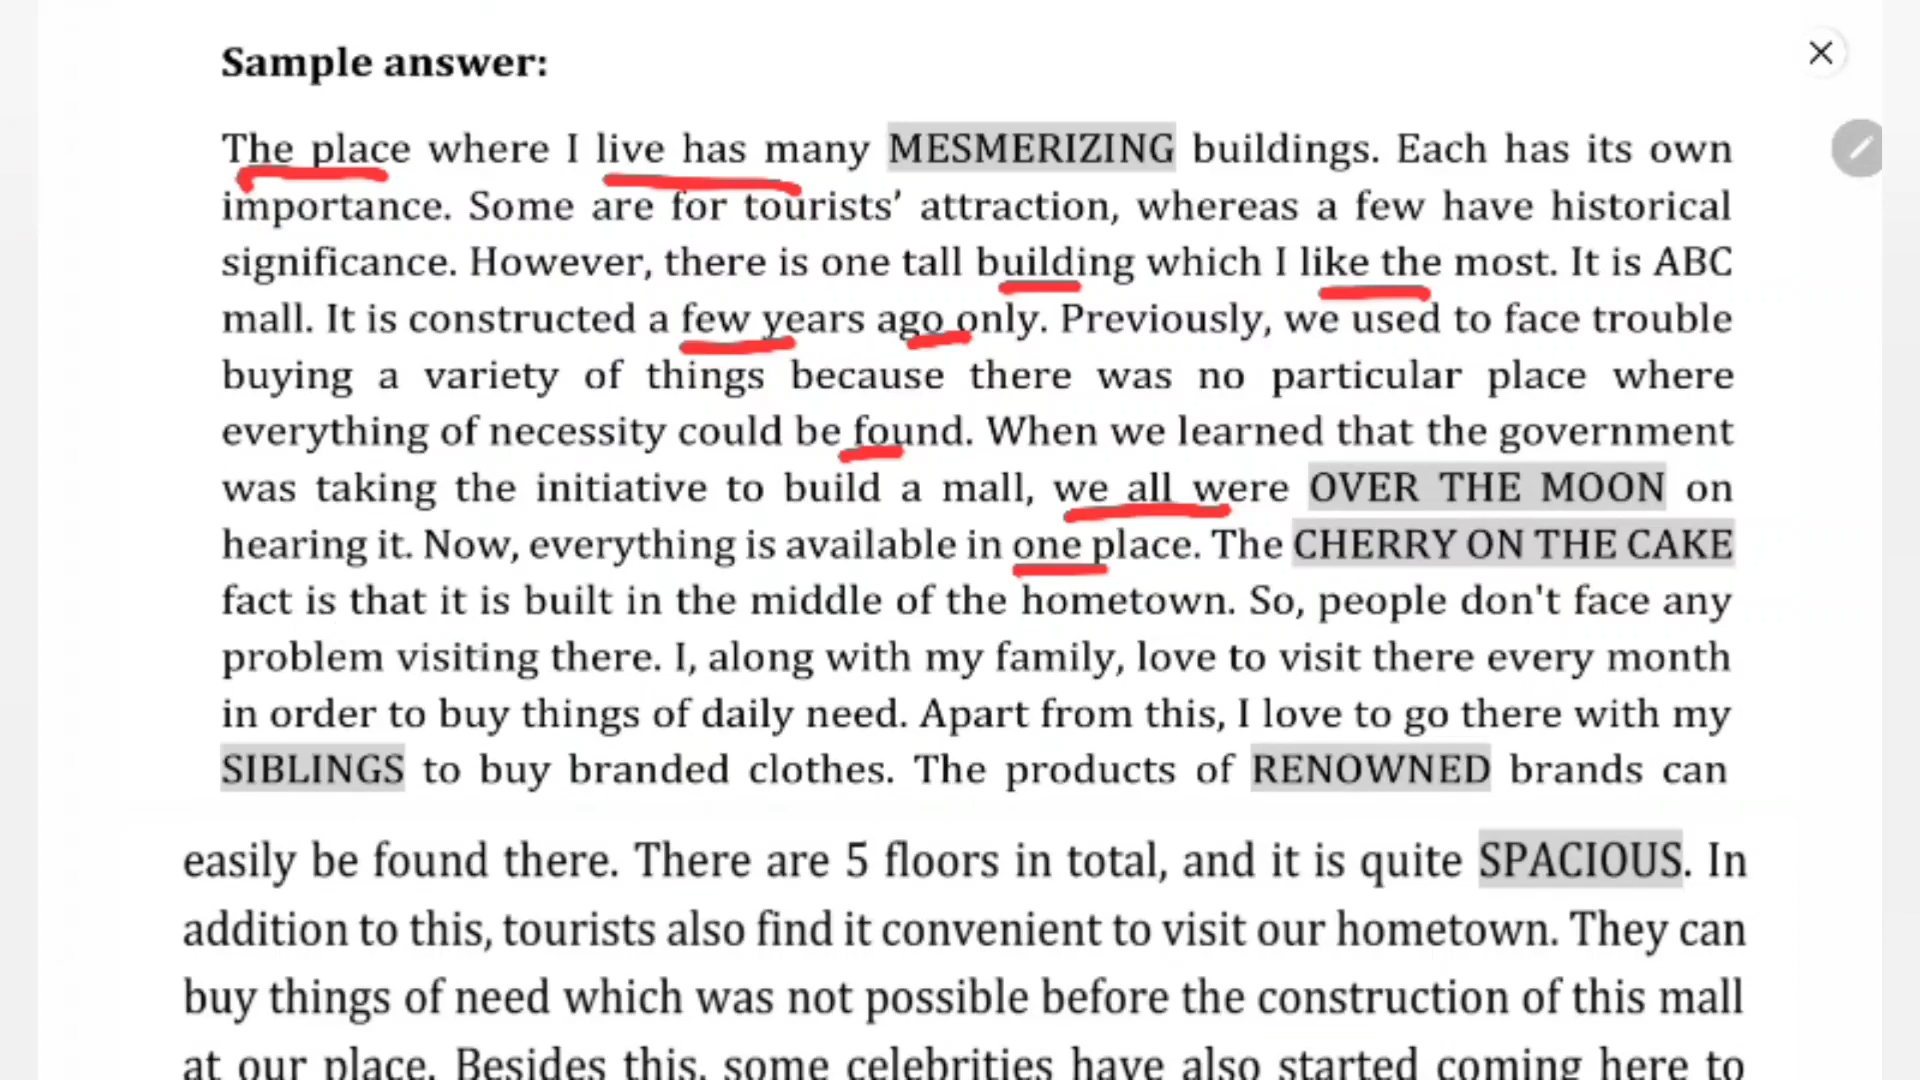 Sample answer:
The place where I live has many MESMERIZING buildings. Each has its own
importance. Some are for tourists’ attraction, whereas a few have historical
significance. However, there is one tall building which I like the most. It is ABC
mall. It is constructed a few years ago only. Previously, we used to face trouble
buying a variety of things because there was no particular place where
everything of necessity could be found. When we learned that the government
was taking the initiative to build a mall, we all were OVER THE MOON on
hearing it. Now, everything is available in one place. The CHERRY ON THE CAKE
fact is that it is built in the middle of the hometown. So, people don't face any
problem visiting there. I, along with my family, love to visit there every month
in order to buy things of daily need. Apart from this, I love to go there with my
SIBLINGS to buy branded clothes. The products of RENOWNED brands can
easily be found there. There are 5 floors in total, and it is quite SPACIOUS. In
addition to this, tourists also find it convenient to visit our hometown. They can
buy things of need which was not possible before the construction of this mall
at our place. Besides this, some celebrities have also started coming here to